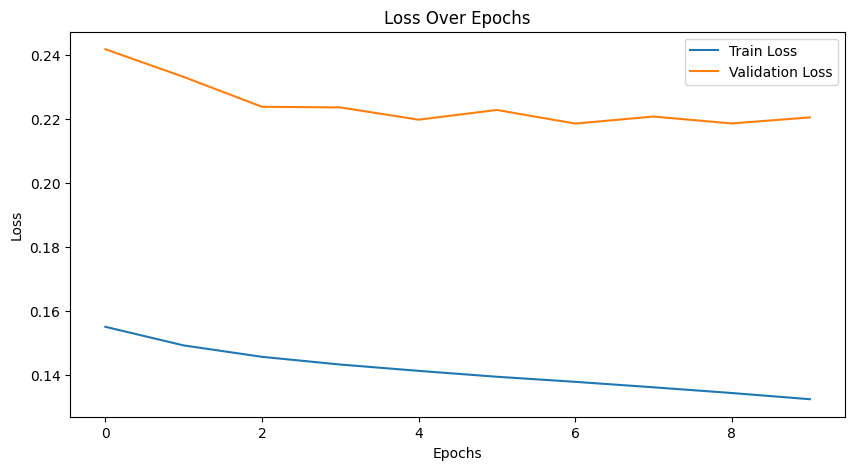 Loss Over Epochs
Train Loss
Validation Loss
0.24
0.22
0.20
0.18
0.16
0.14
Loss
0
2
4
6
8
Epochs